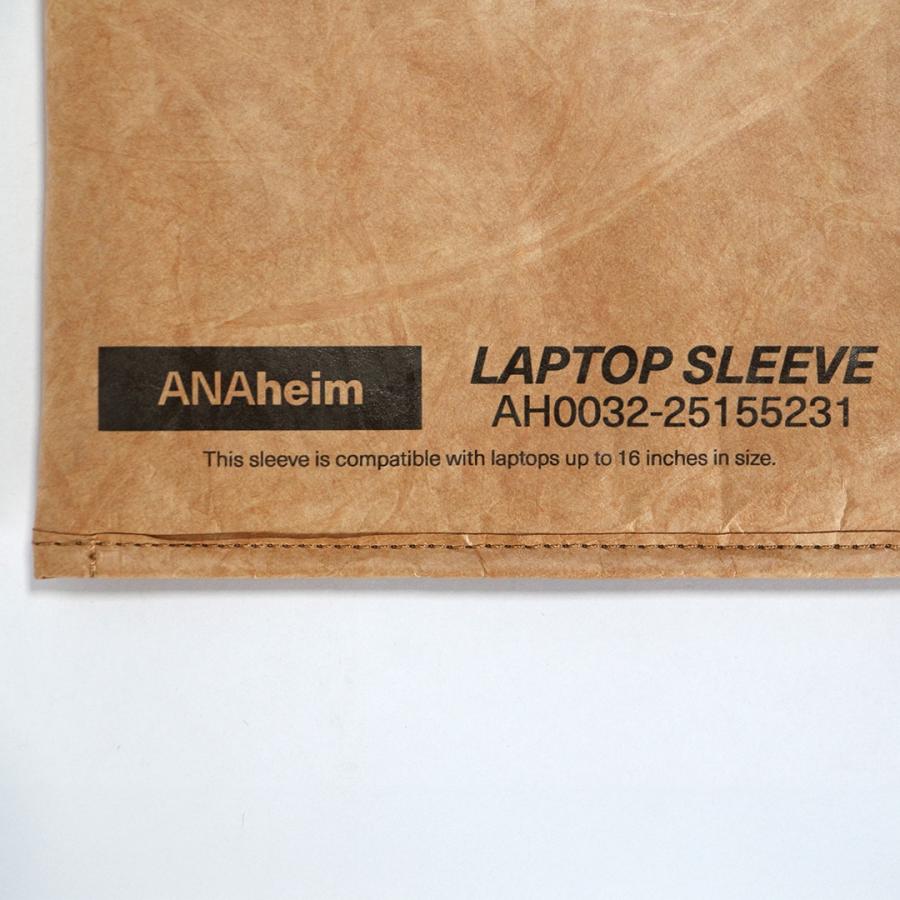 ANAheim
LAPTOP SLEEVE
AH0032-25155231
This sleeve is compatible with laptops up to 16 inches in size.